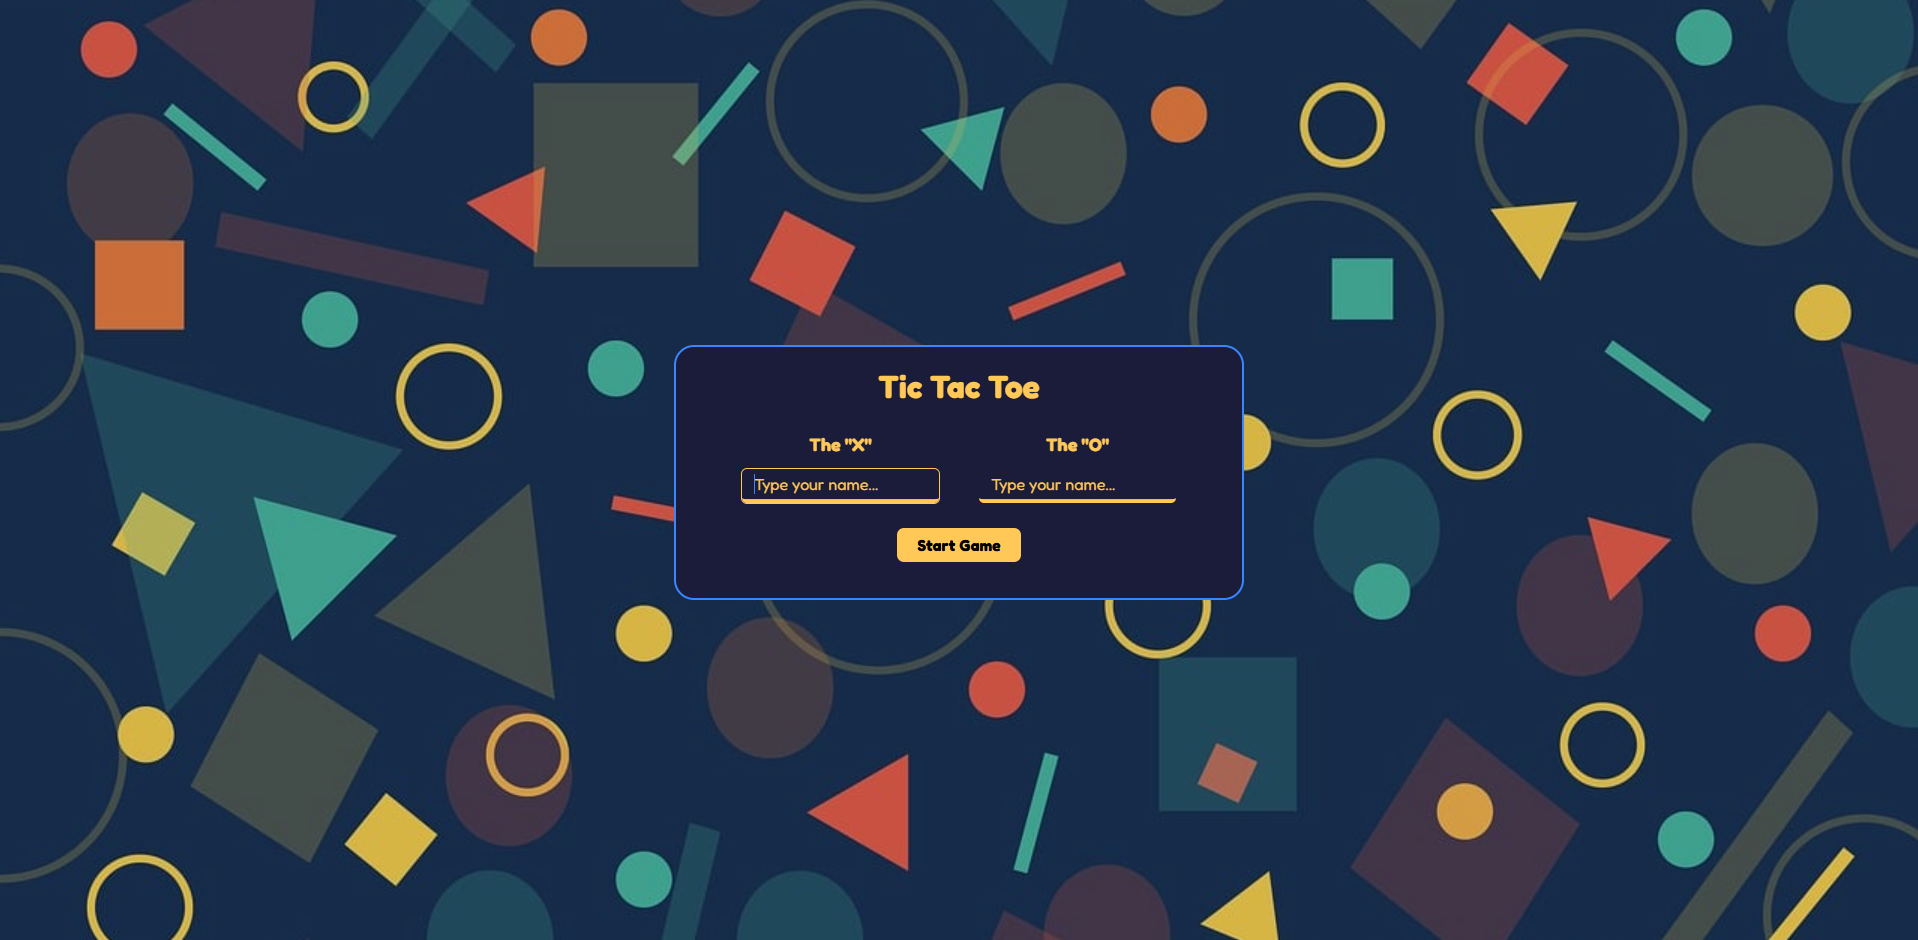 Tic Tac Toe
The "X" The "O"
Type your name... Type your name...
Start Game